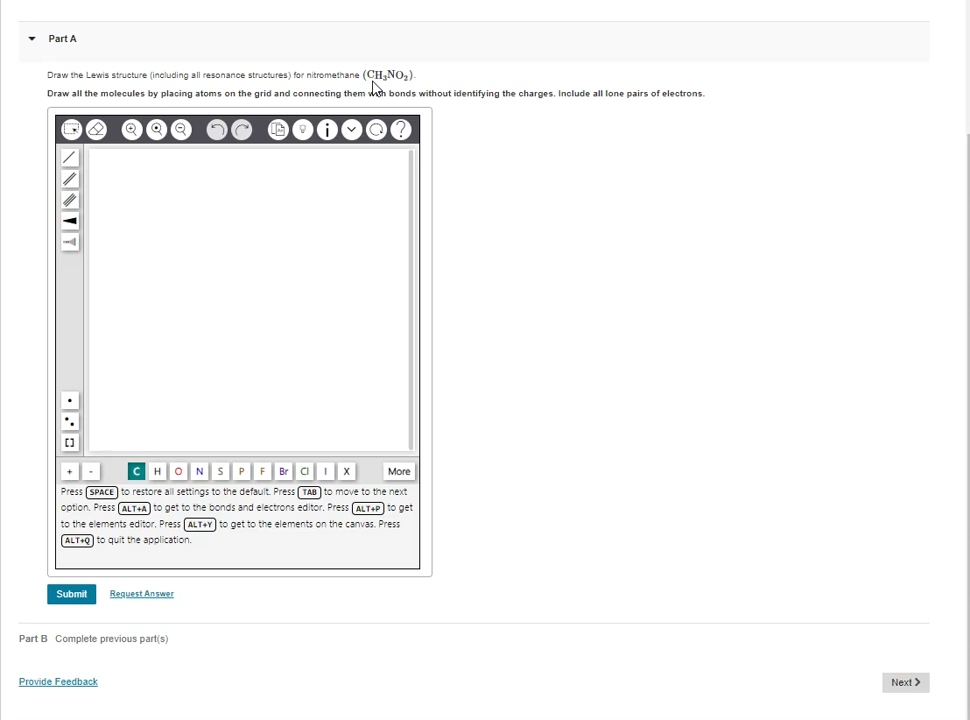 Part A
Draw the Lewis structure (including all resonance structures) for nitromethane (CH₃NO₂).
Draw all the molecules by placing atoms on the grid and connecting them with bonds without identifying the charges. Include all lone pairs of electrons.
+ - C H O N S P F Br Cl I X More
Press SPACE to restore all settings to the default. Press TAB to move to the next
option. Press ALT+A to get to the bonds and electrons editor. Press ALT+P to get
to the elements editor. Press ALT+Y to get to the elements on the canvas. Press
ALT+Q to quit the application.
Submit Request Answer
Part B Complete previous part(s)
Provide Feedback
Next >